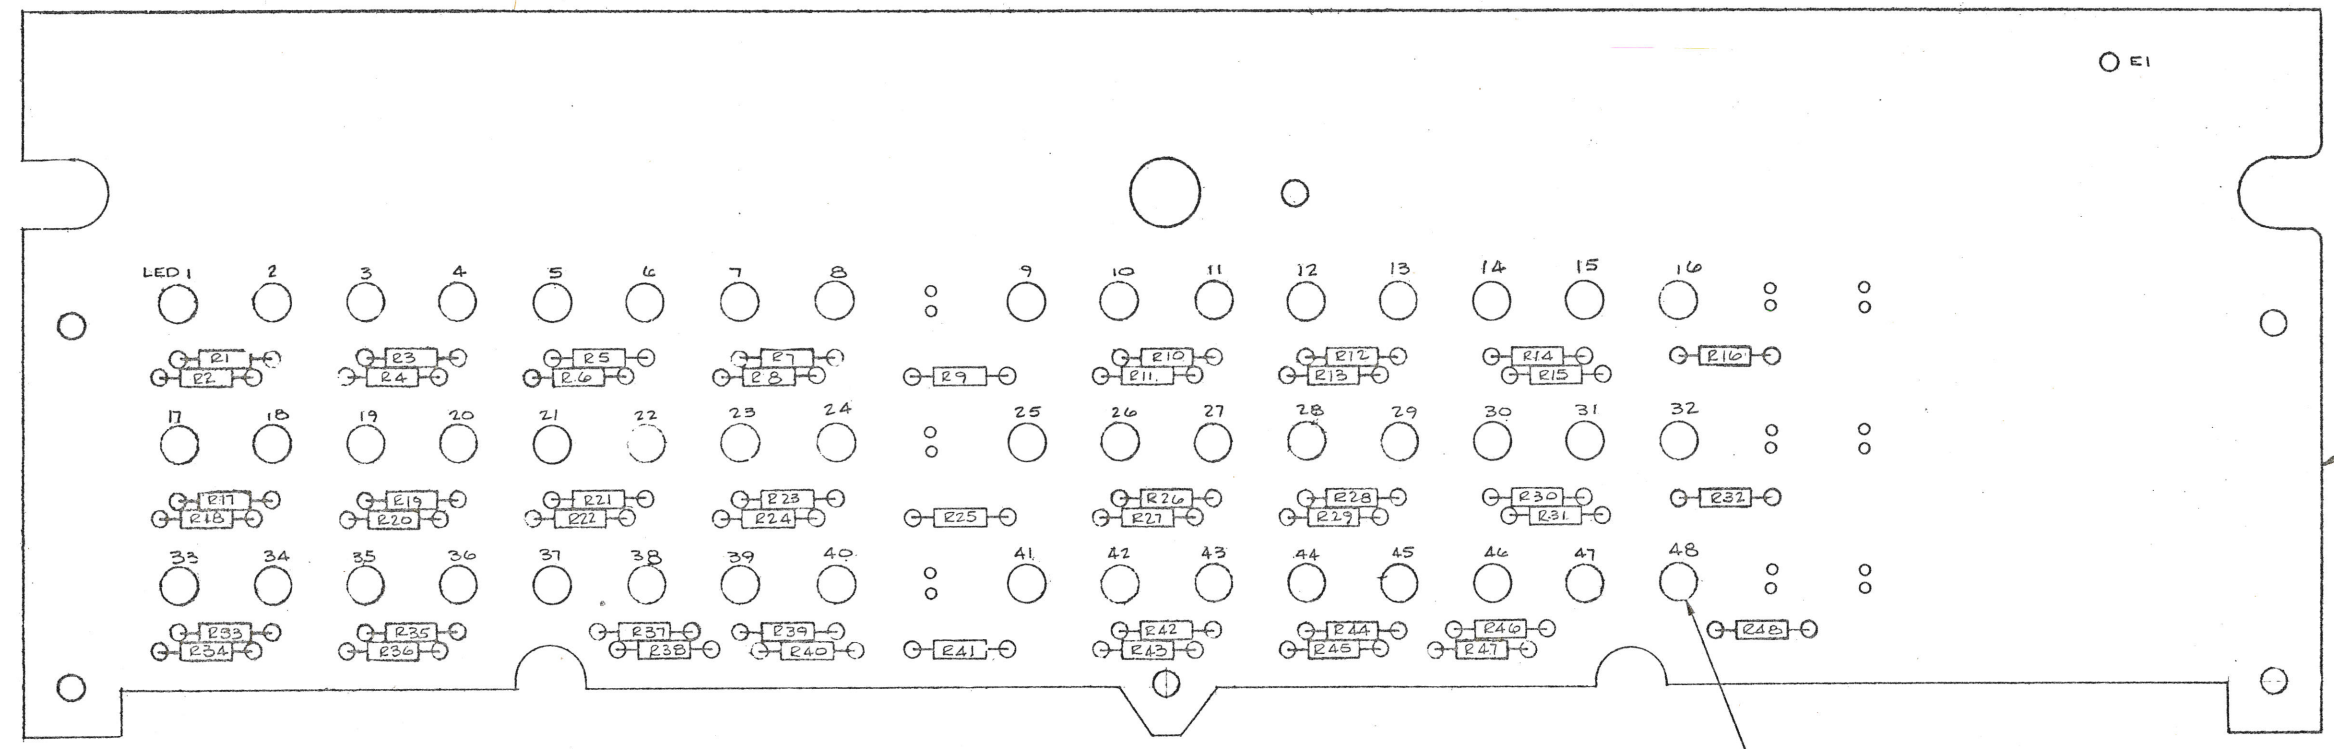 E1
LED 1 2 3 4 5 6 7 8 9 10 11 12 13 14 15 16
R1 R3 R5 R7 R10 R12 R14 R16
R2 R4 R6 R8 R9 R11 R13 R15
17 18 19 20 21 22 23 24 25 26 27 28 29 30 31 32
R17 R19 R21 R23 R26 R28 R30 R32
R18 R20 R22 R24 R25 R27 R29 R31
33 34 35 36 37 38 39 40 41 42 43 44 45 46 47 48
R33 R35 R37 R39 R42 R44 R46 R48
R34 R36 R38 R40 R41 R43 R45 R47